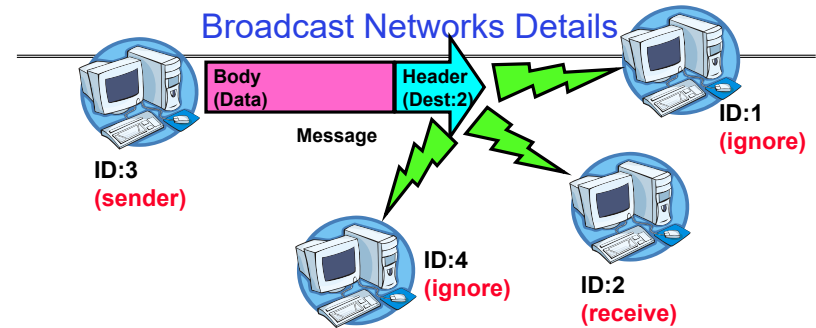 Broadcast Networks Details
Body
(Data)
Header
(Dest:2)
Message
ID:3
(sender)
ID:1
(ignore)
ID:4
(ignore)
ID:2
(receive)